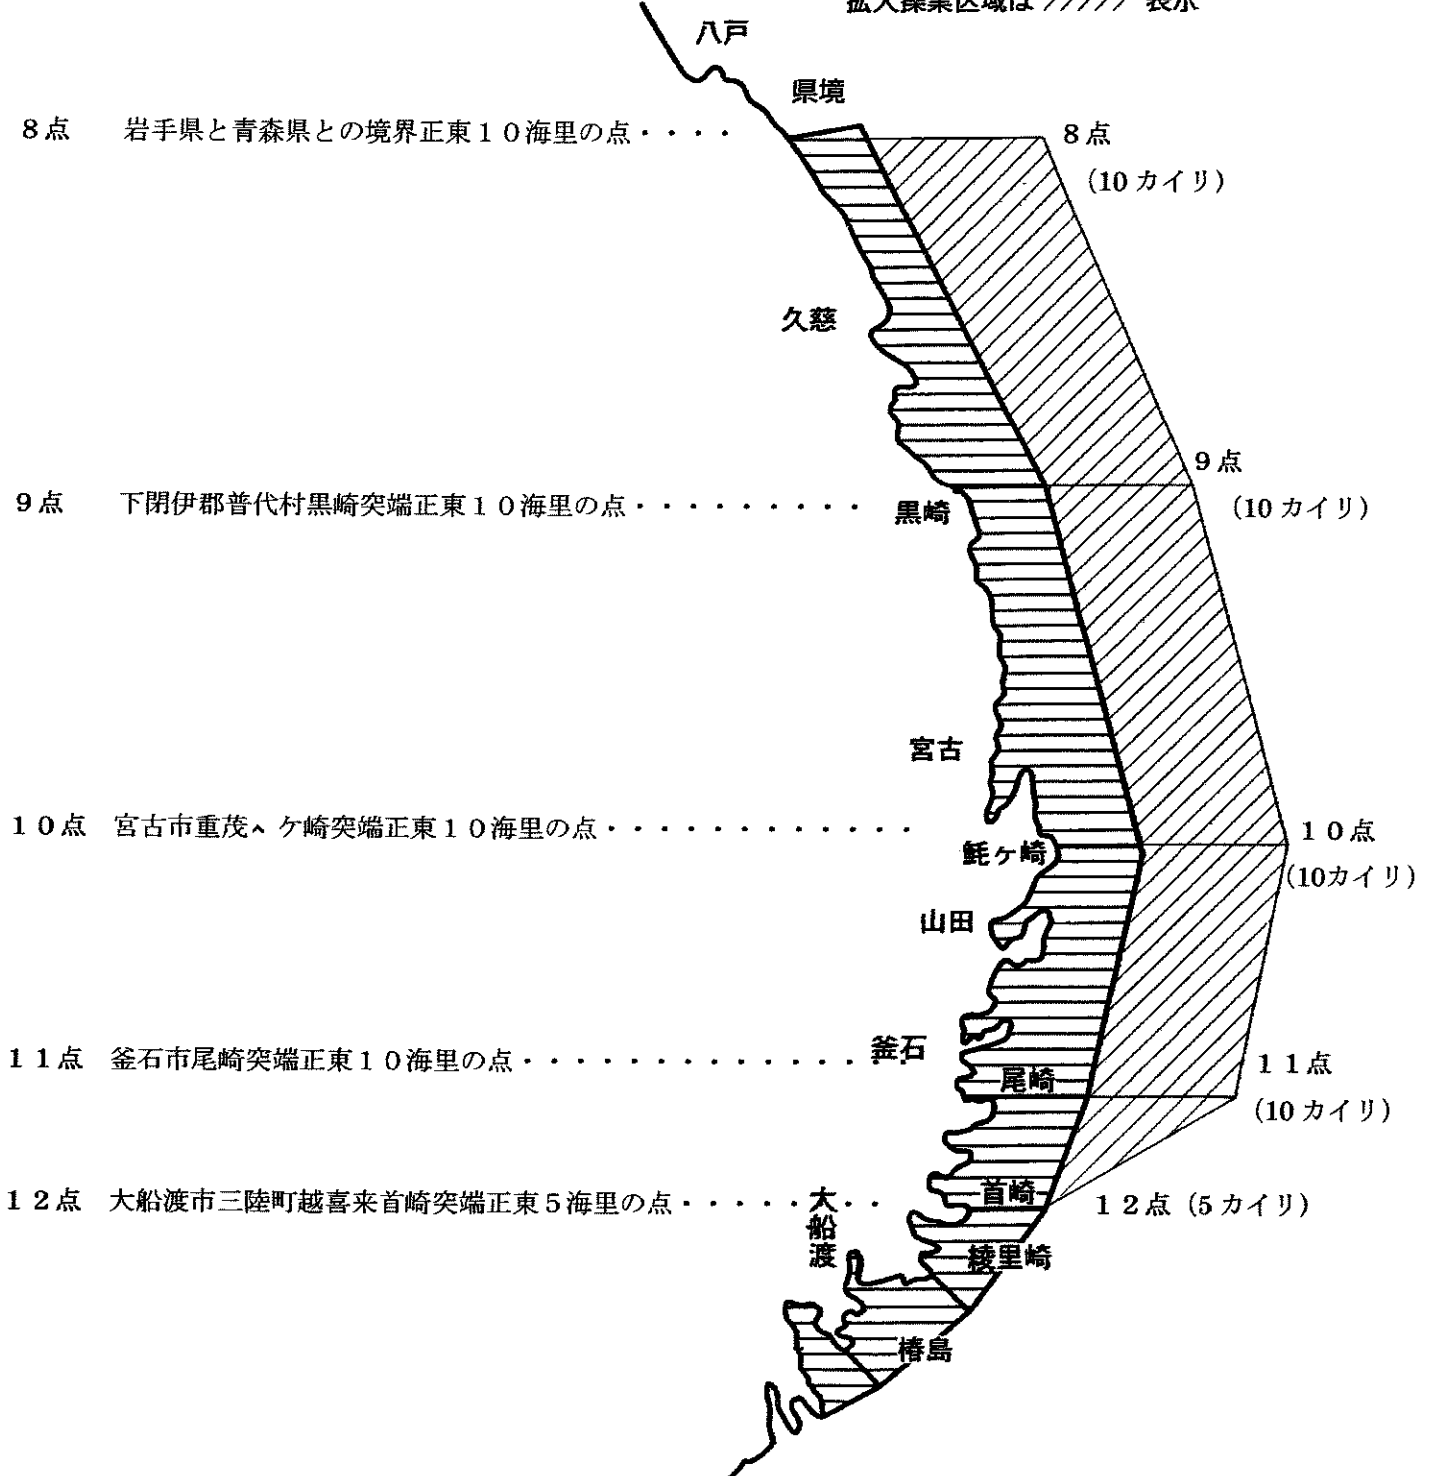 拡大操業区域は ///// 表示
八戸
県境
8点 岩手県と青森県との境界正東10海里の点・・・・
8点
(10カイリ)
久慈
9点
9点 下閉伊郡普代村黒崎突端正東10海里の点・・・・・・・・・
(10カイリ)
黒崎
宮古
10点 宮古市重茂へケ崎突端正東10海里の点・・・・・・・・・・・・
10点
魹ヶ崎
(10カイリ)
山田
11点 釜石市尾崎突端正東10海里の点・・・・・・・・・・・・・・・
釜石
11点
尾崎
(10カイリ)
12点 大船渡市三陸町越喜来首崎突端正東5海里の点・・・・・・・・
大船渡
首崎
12点(5カイリ)
綾里崎
椿島